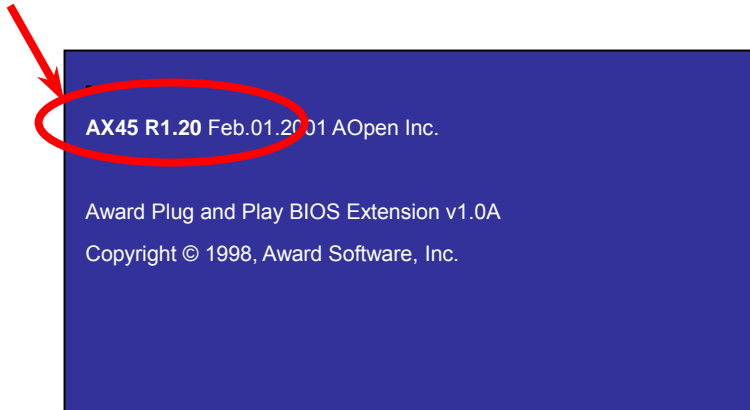 AX45 R1.20 Feb.01.2001 AOpen Inc.
Award Plug and Play BIOS Extension v1.0A
Copyright © 1998, Award Software, Inc.